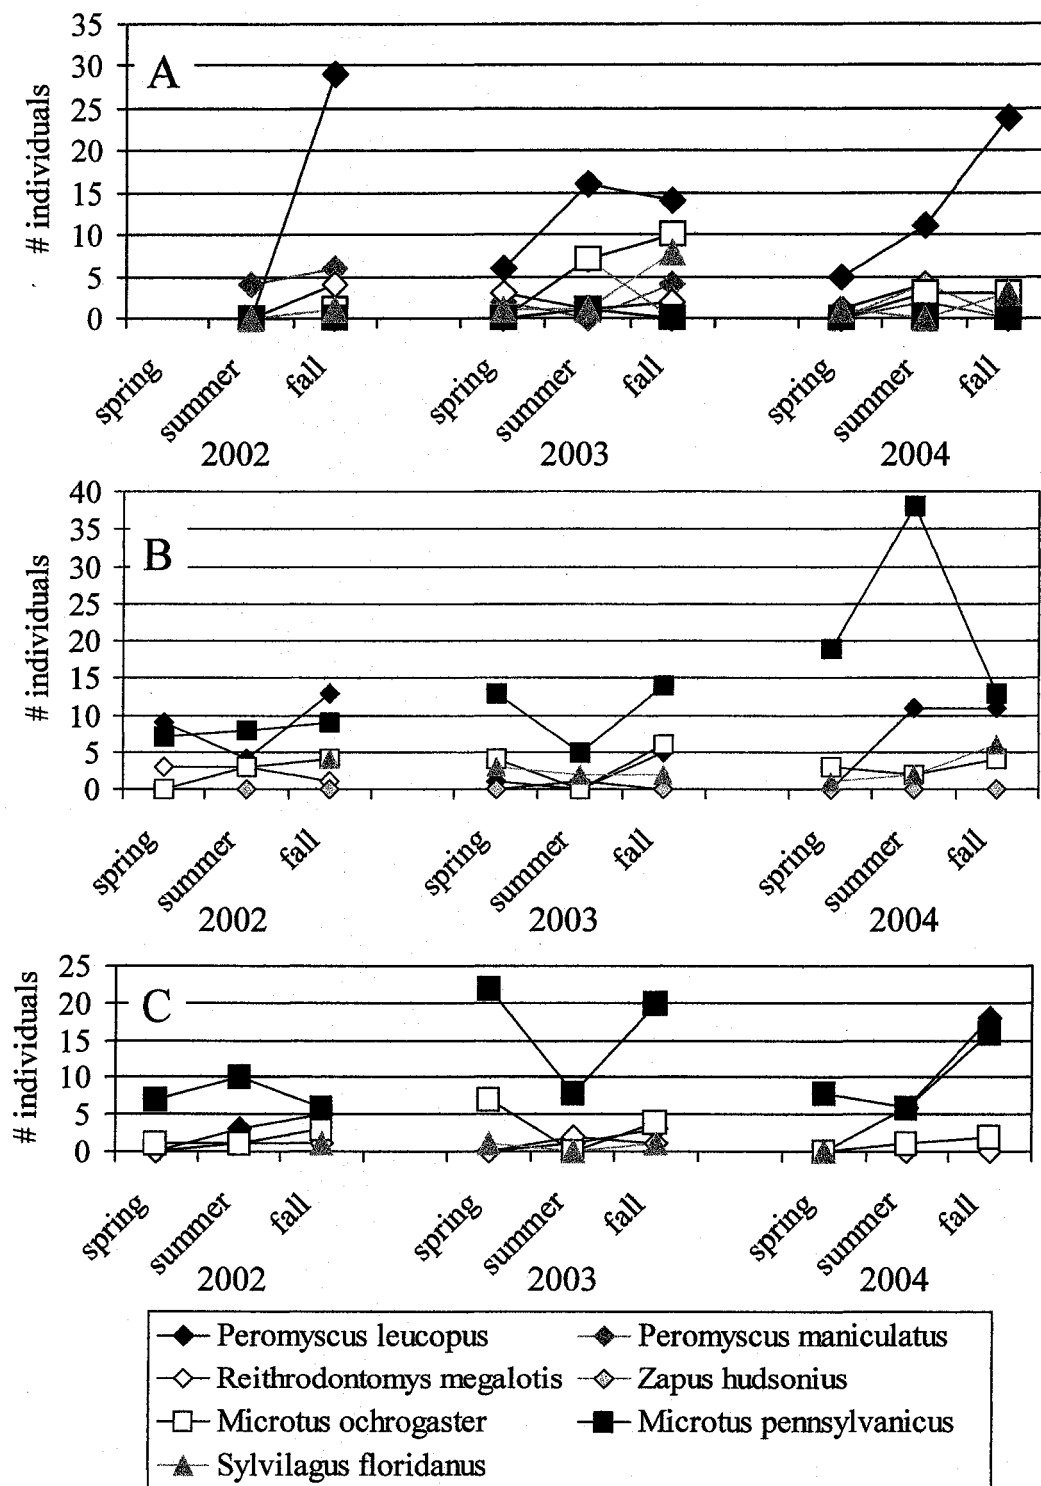 35
30
25
20
15
10
5
0
A
# individuals
spring summer fall spring summer fall spring summer fall
2002 2003 2004
40
35
30
25
20
15
10
5
0
B
# individuals
spring summer fall spring summer fall spring summer fall
2002 2003 2004
25
20
15
10
5
0
C
# individuals
spring summer fall spring summer fall spring summer fall
2002 2003 2004
Peromyscus leucopus Peromyscus maniculatus
Reithrodontomys megalotis Zapus hudsonius
Microtus ochrogaster Microtus pennsylvanicus
Sylvilagus floridanus